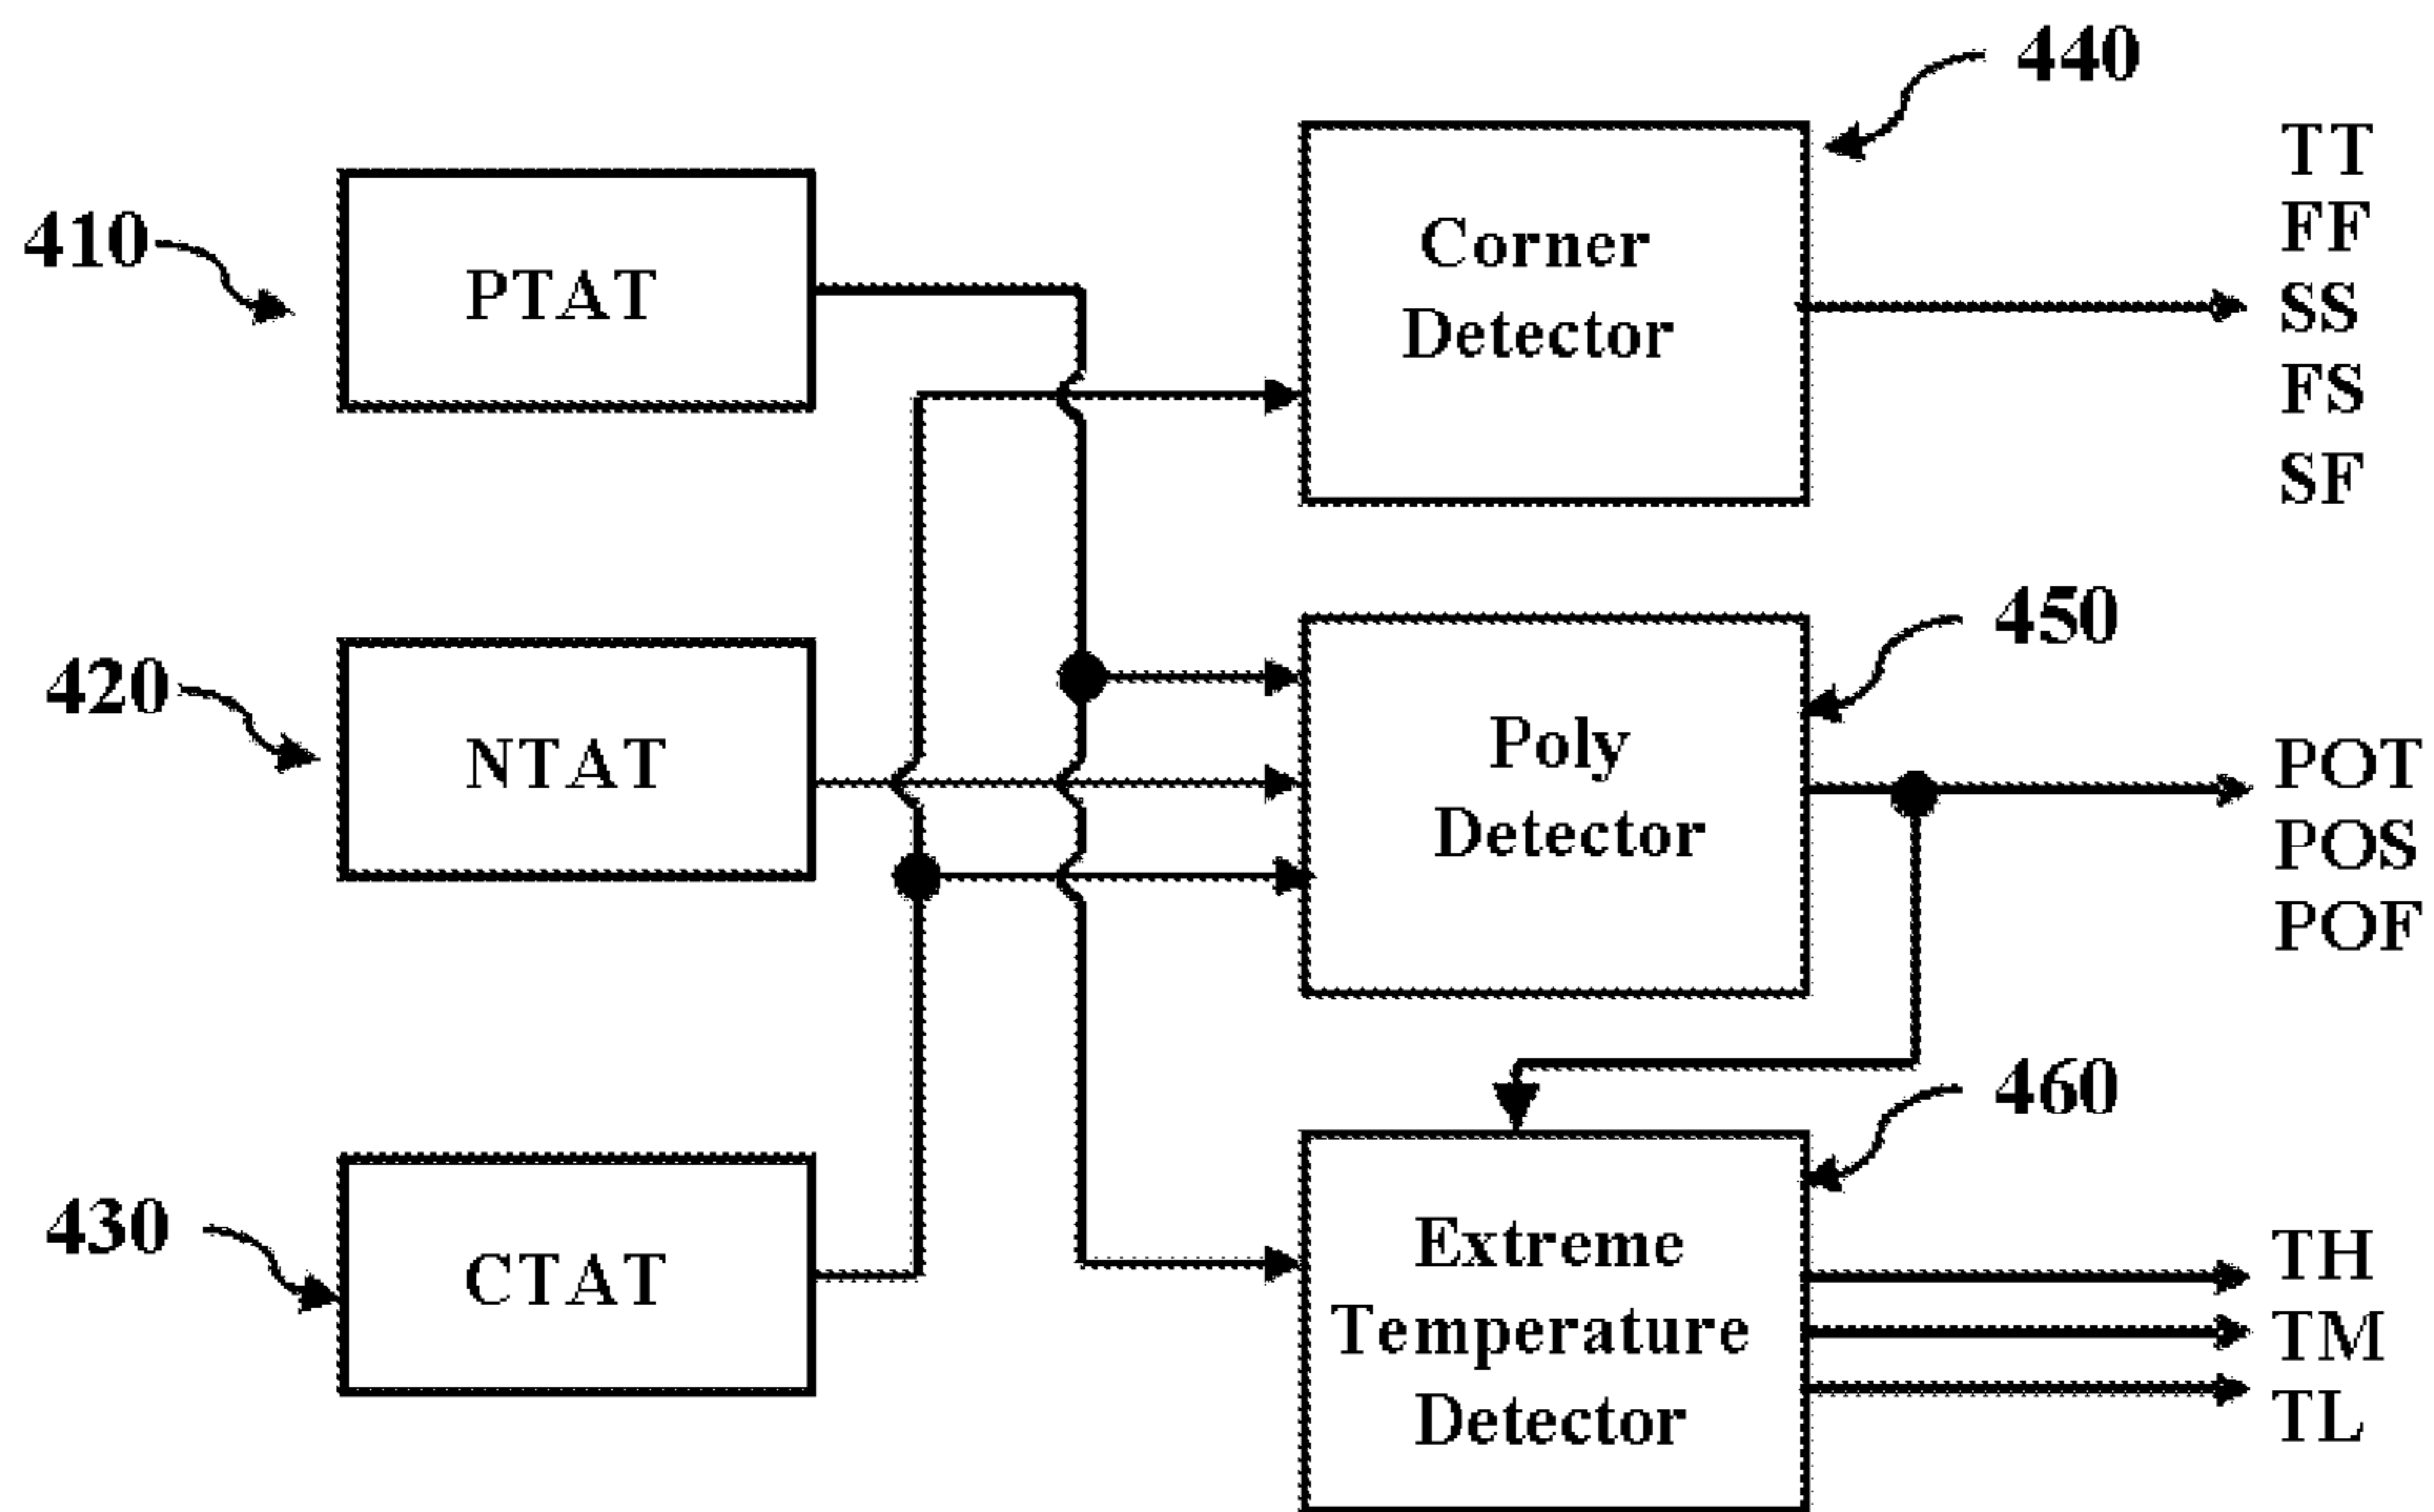 440
TT
FF
SS
FS
SF
410
PTAT
Corner
Detector
450
420
NTAT
Poly
Detector
POT
POS
POF
460
430
CTAT
Extreme
Temperature
Detector
TH
TM
TL